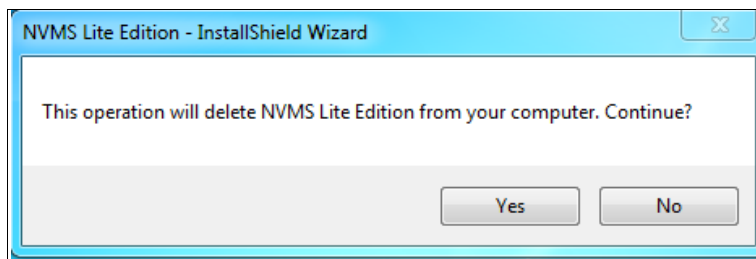 NVMS Lite Edition - InstallShield Wizard
This operation will delete NVMS Lite Edition from your computer. Continue?
Yes
No